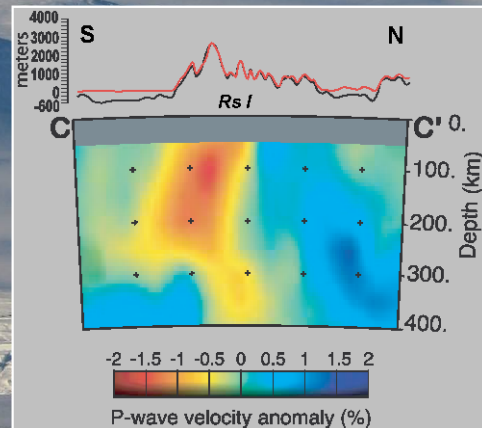 4000
3000
2000
1000
0
-600
meters
S
N
Rs I
C
C'
0.
100.
200.
300.
400.
Depth (km)
-2 -1.5 -1 -0.5 0 0.5 1 1.5 2
P-wave velocity anomaly (%)